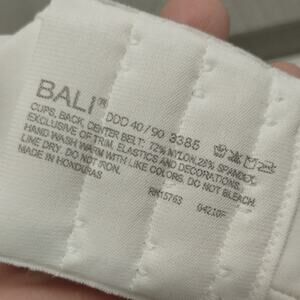 BALI®
DDD 40/90 3385
CUPS, BACK, CENTER BELT: 72% NYLON, 28% SPANDEX,
EXCLUSIVE OF TRIM, ELASTICS AND DECORATIONS.
HAND WASH WARM WITH LIKE COLORS. DO NOT BLEACH.
LINE DRY. DO NOT IRON.
MADE IN HONDURAS
RN15763